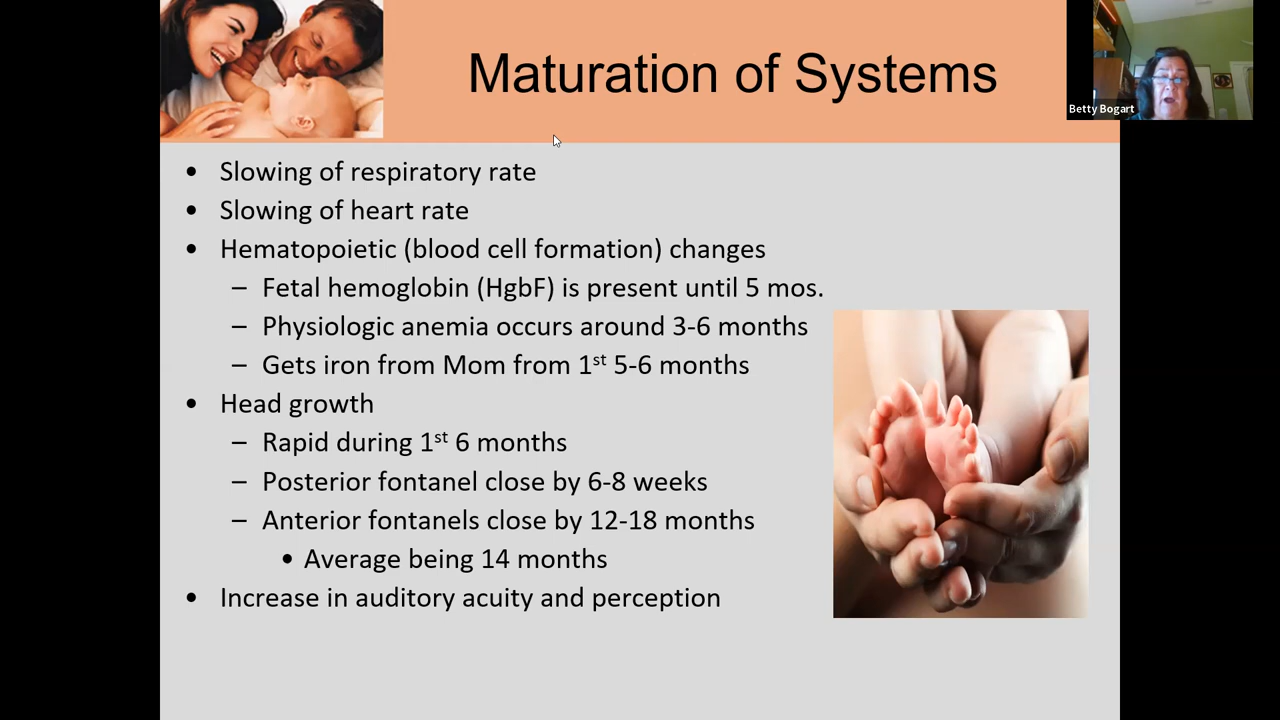 Maturation of Systems
Betty Bogart
• Slowing of respiratory rate
• Slowing of heart rate
• Hematopoietic (blood cell formation) changes
– Fetal hemoglobin (HgbF) is present until 5 mos.
– Physiologic anemia occurs around 3-6 months
– Gets iron from Mom from 1st 5-6 months
• Head growth
– Rapid during 1st 6 months
– Posterior fontanel close by 6-8 weeks
– Anterior fontanels close by 12-18 months
• Average being 14 months
• Increase in auditory acuity and perception